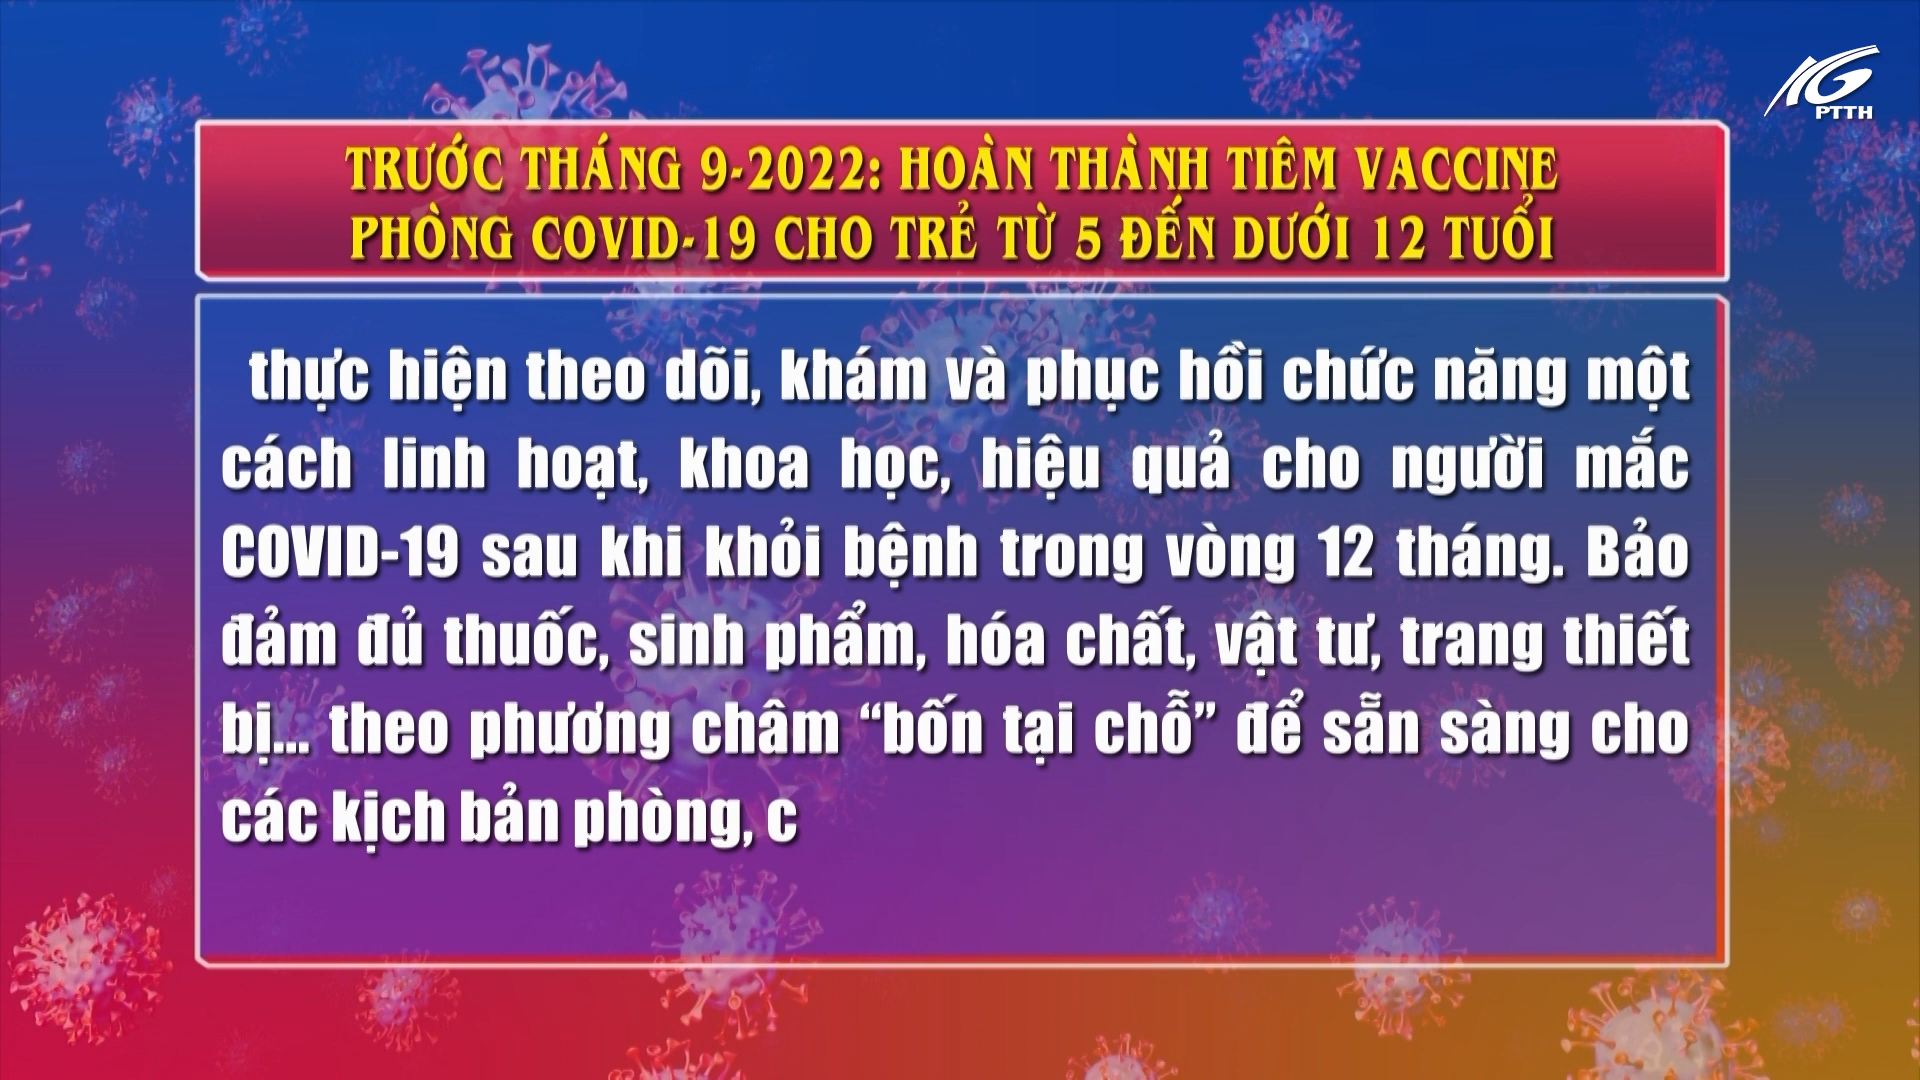 KG
PTTH
TRƯỚC THÁNG 9-2022: HOÀN THÀNH TIÊM VACCINE
PHÒNG COVID-19 CHO TRẺ TỪ 5 ĐẾN DƯỚI 12 TUỔI
thực hiện theo dõi, khám và phục hồi chức năng một
cách linh hoạt, khoa học, hiệu quả cho người mắc
COVID-19 sau khi khỏi bệnh trong vòng 12 tháng. Bảo
đảm đủ thuốc, sinh phẩm, hóa chất, vật tư, trang thiết
bị... theo phương châm “bốn tại chỗ” để sẵn sàng cho
các kịch bản phòng, c